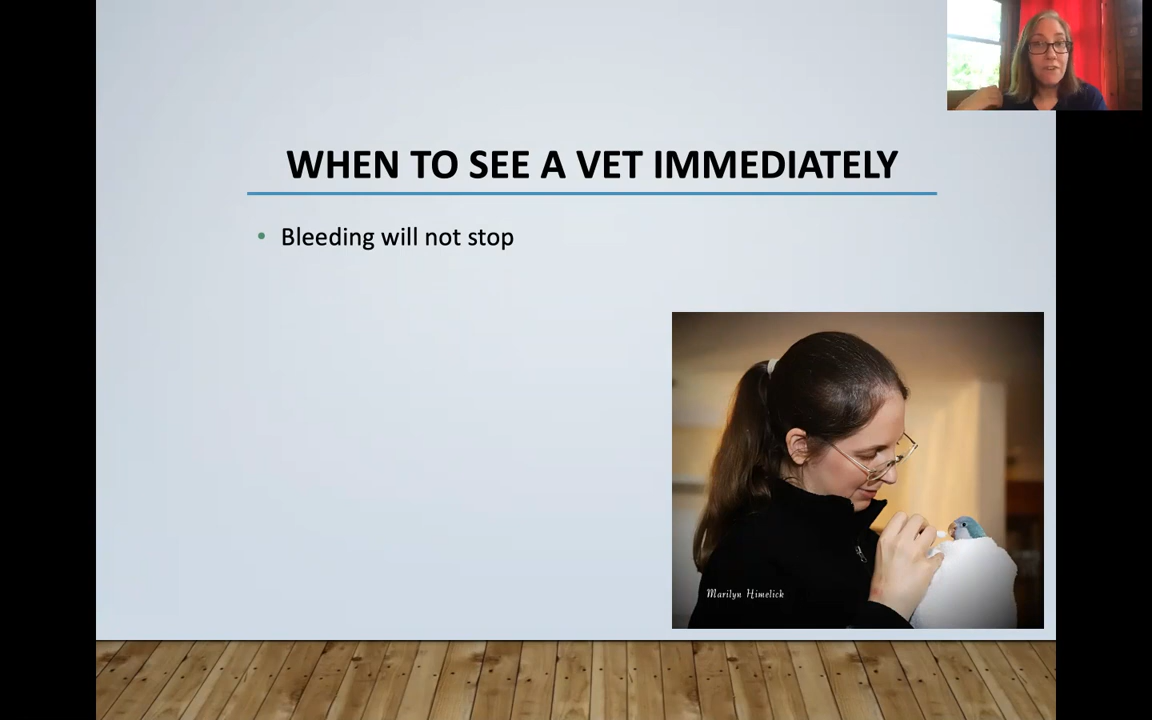 WHEN TO SEE A VET IMMEDIATELY
• Bleeding will not stop
Marilyn Himelick